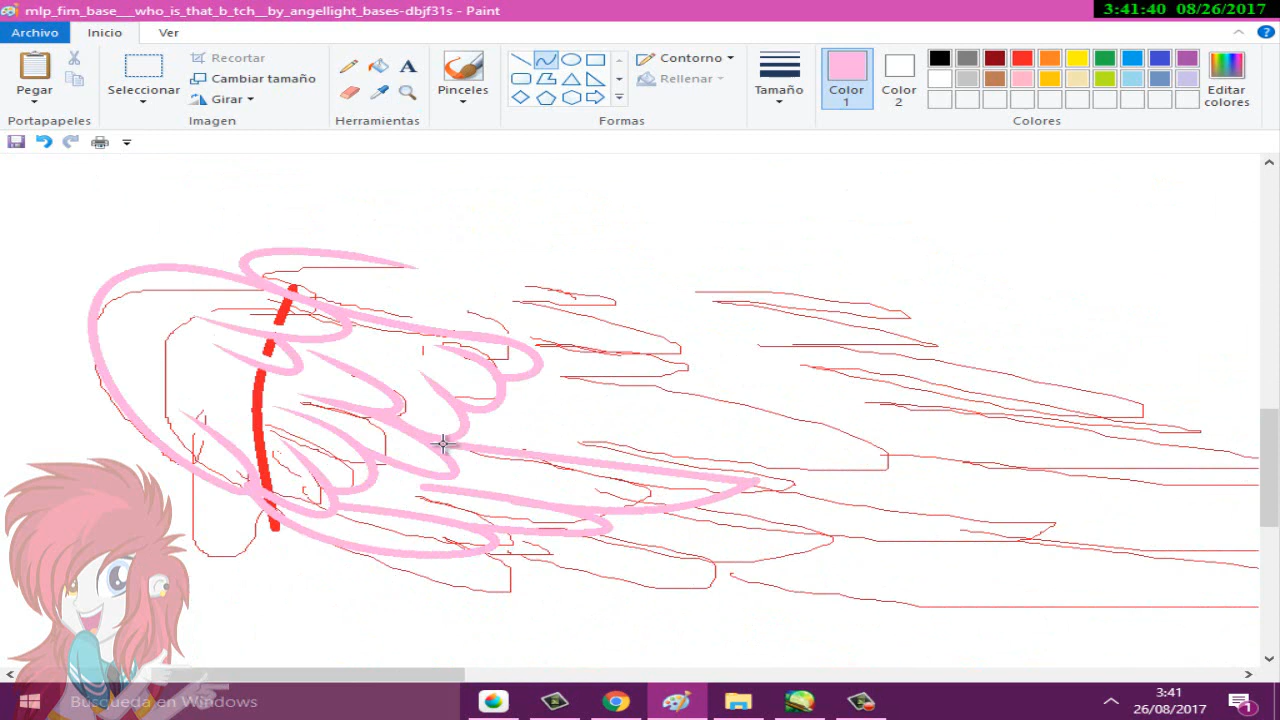 mlp_fim_base___who_is_that_b_tch__by_angellight_bases-dbjf31s - Paint
3:41:40 08/26/2017
Archivo Inicio Ver
Pegar
Portapapeles
Seleccionar
Recortar
Cambiar tamaño
Girar
Imagen
A
Herramientas
Pinceles
Contorno
Rellenar
Formas
Tamaño
Color 1
Color 2
Editar colores
Colores
Búsqueda en Windows
3:41
26/08/2017
1